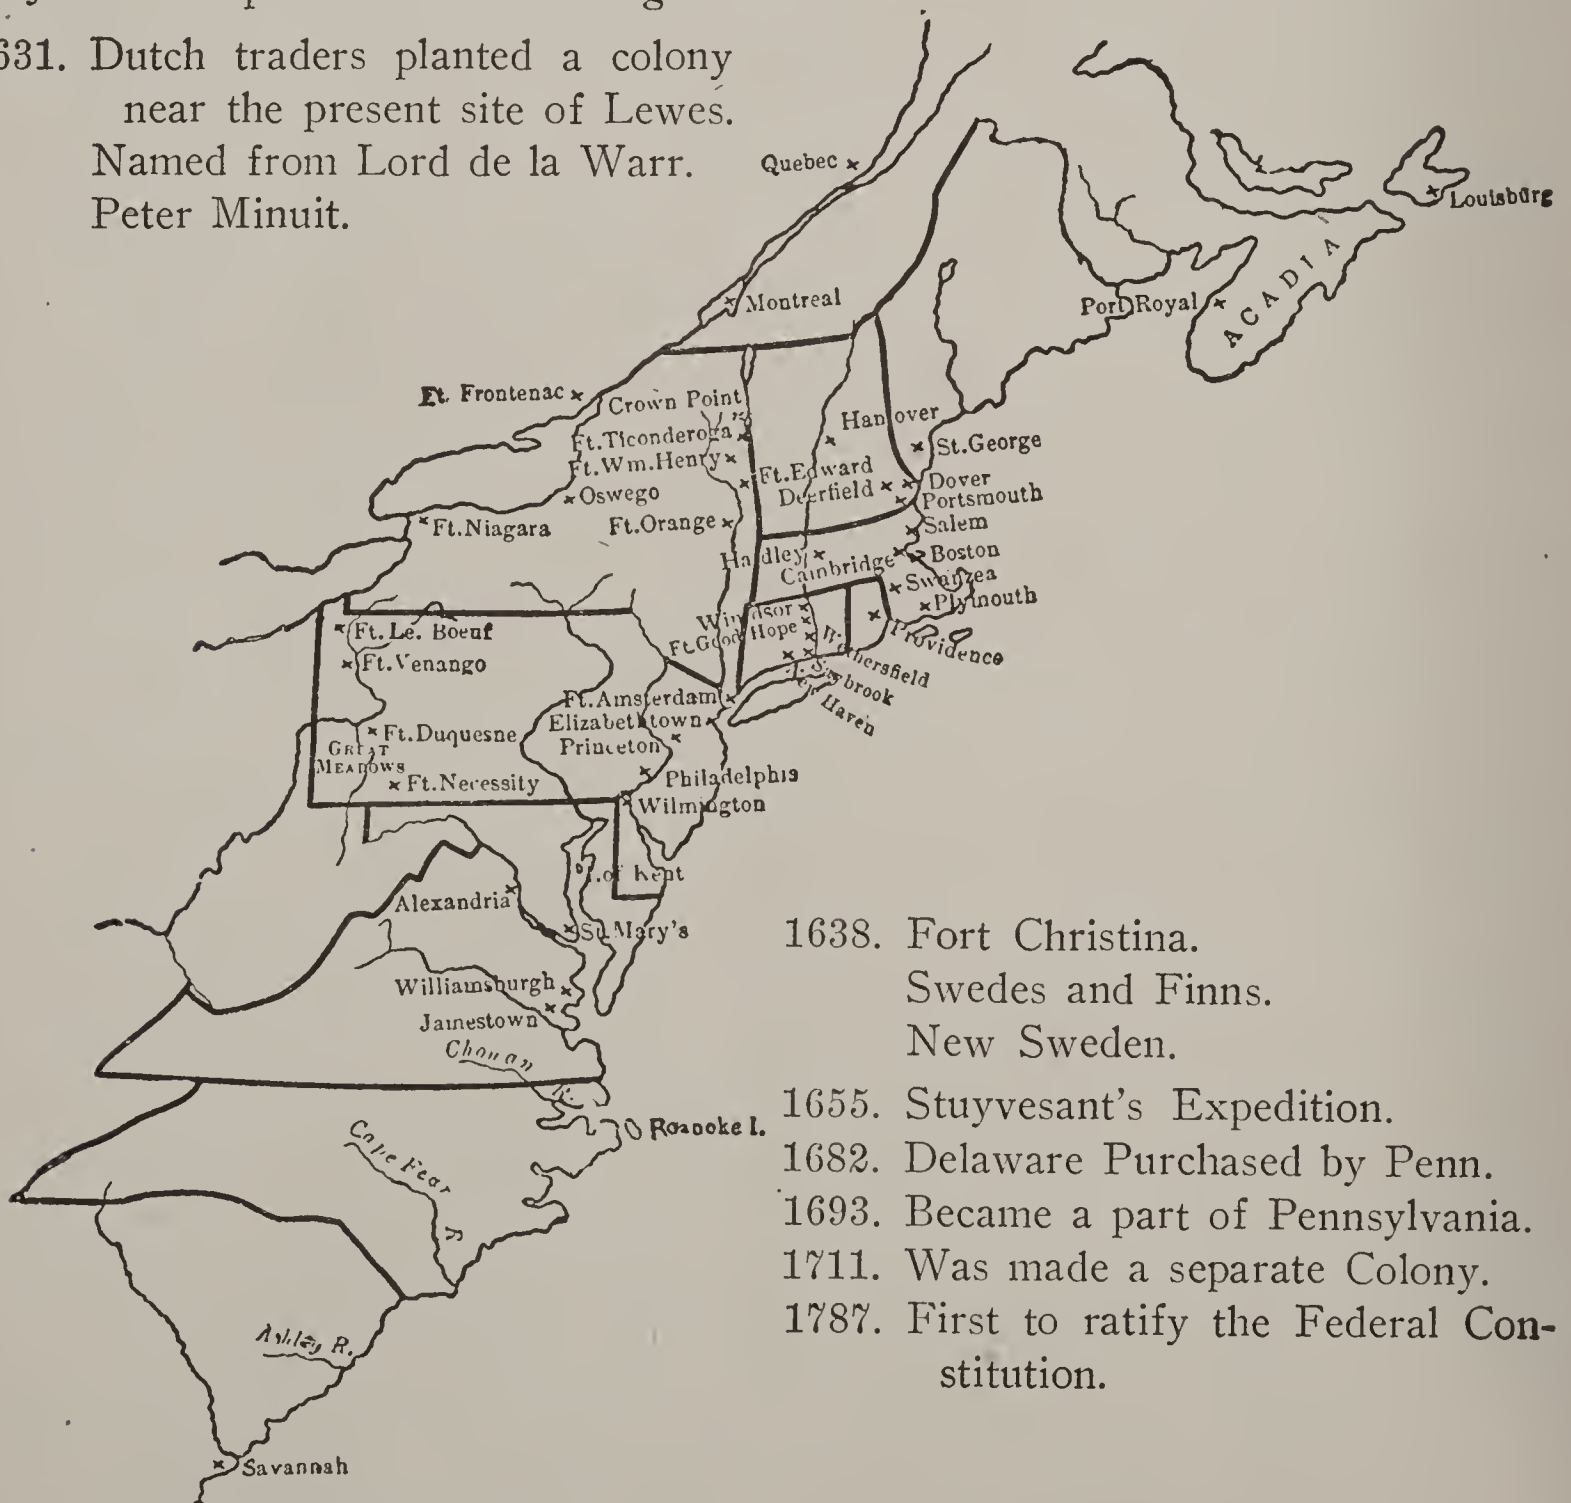 631. Dutch traders planted a colony
near the present site of Lewes.
Named from Lord de la Warr.
Peter Minuit.
Quebec
Louisburg
Montreal
Port Royal
ACADIA
Ft. Frontenac
Crown Point
Hanover
Ft. Ticonderoga
St. George
Ft. Wm. Henry
Ft. Edward
Dover
Deerfield
Oswego
Portsmouth
Ft. Niagara
Ft. Orange
Salem
Hadley
Boston
Cambridge
Swanzea
Plymouth
Windsor
Ft. Le. Boeuf
Ft. Good Hope
Providence
Wethersfield
Ft. Venango
Saybrook
Haven
Ft. Amsterdam
Elizabethtown
Ft. Duquesne
Princeton
GREAT
MEADOWS
Ft. Necessity
Philadelphia
Wilmington
I. of Kent
Alexandria
St. Mary's
Williamsburgh
Jamestown
Chouan R.
Roanoke I.
Cape Fear R
Ashley R.
Savannah
1638. Fort Christina.
Swedes and Finns.
New Sweden.
1655. Stuyvesant's Expedition.
1682. Delaware Purchased by Penn.
1693. Became a part of Pennsylvania.
1711. Was made a separate Colony.
1787. First to ratify the Federal Con-
stitution.